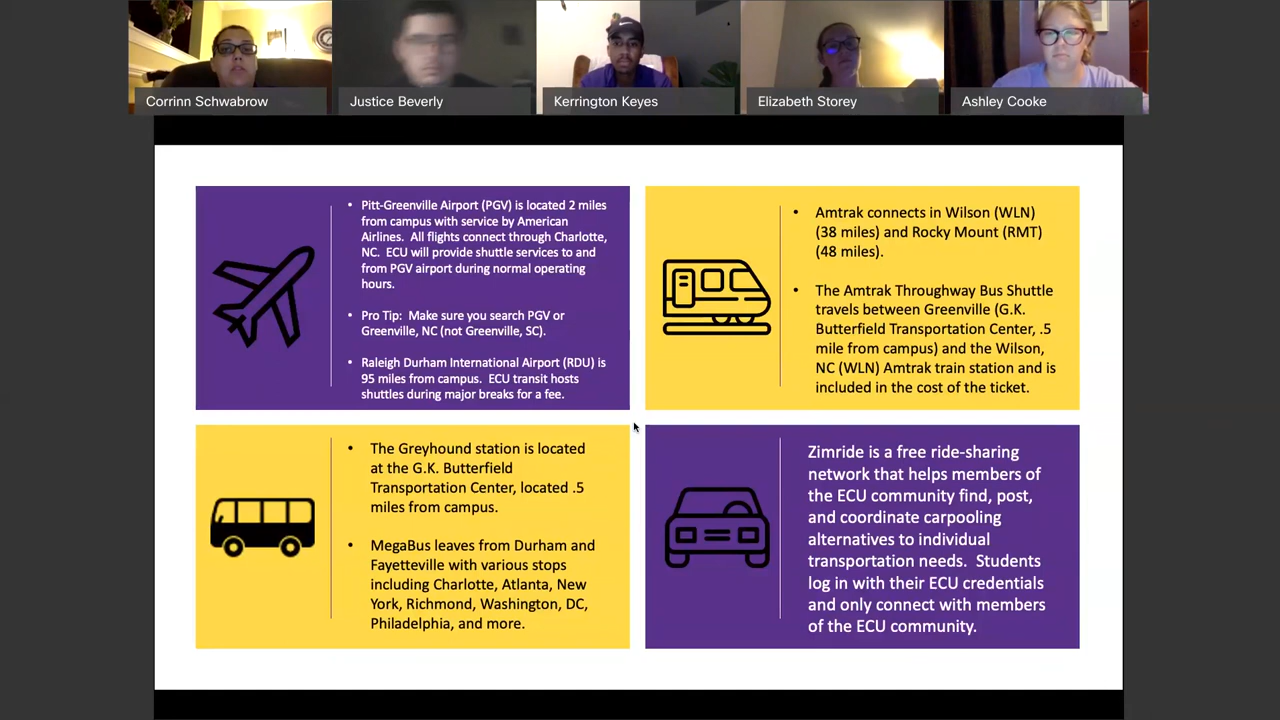 Corrinn Schwabrow
Justice Beverly
Kerrington Keyes
Elizabeth Storey
Ashley Cooke
• Pitt-Greenville Airport (PGV) is located 2 miles
from campus with service by American
Airlines. All flights connect through Charlotte,
NC. ECU will provide shuttle services to and
from PGV airport during normal operating
hours.
• Pro Tip: Make sure you search PGV or
Greenville, NC (not Greenville, SC).
• Raleigh Durham International Airport (RDU) is
95 miles from campus. ECU transit hosts
shuttles during major breaks for a fee.
• Amtrak connects in Wilson (WLN)
(38 miles) and Rocky Mount (RMT)
(48 miles).
• The Amtrak Throughway Bus Shuttle
travels between Greenville (G.K.
Butterfield Transportation Center, .5
mile from campus) and the Wilson,
NC (WLN) Amtrak train station and is
included in the cost of the ticket.
• The Greyhound station is located
at the G.K. Butterfield
Transportation Center, located .5
miles from campus.
• MegaBus leaves from Durham and
Fayetteville with various stops
including Charlotte, Atlanta, New
York, Richmond, Washington, DC,
Philadelphia, and more.
Zimride is a free ride-sharing
network that helps members of
the ECU community find, post,
and coordinate carpooling
alternatives to individual
transportation needs. Students
log in with their ECU credentials
and only connect with members
of the ECU community.